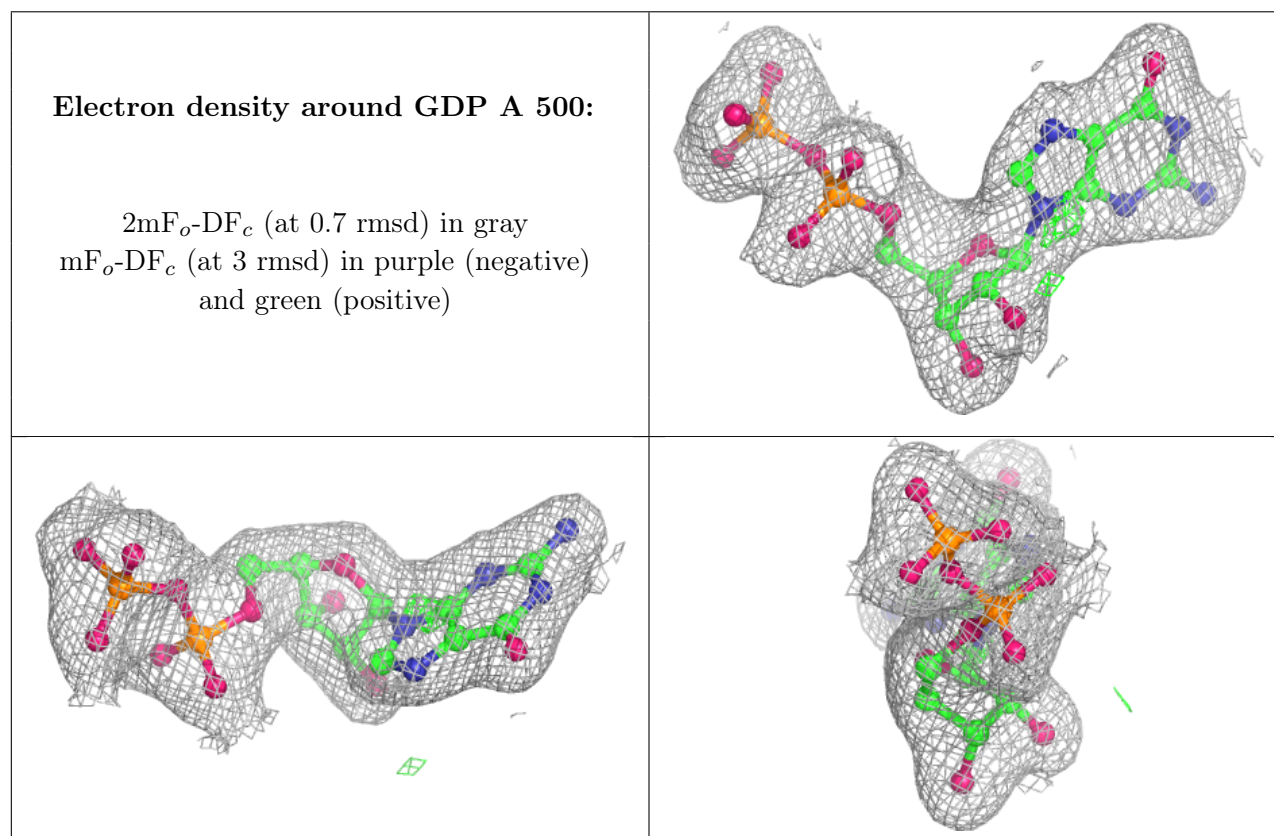 Electron density around GDP A 500:
2mFo-DFc (at 0.7 rmsd) in gray
mFo-DFc (at 3 rmsd) in purple (negative)
and green (positive)